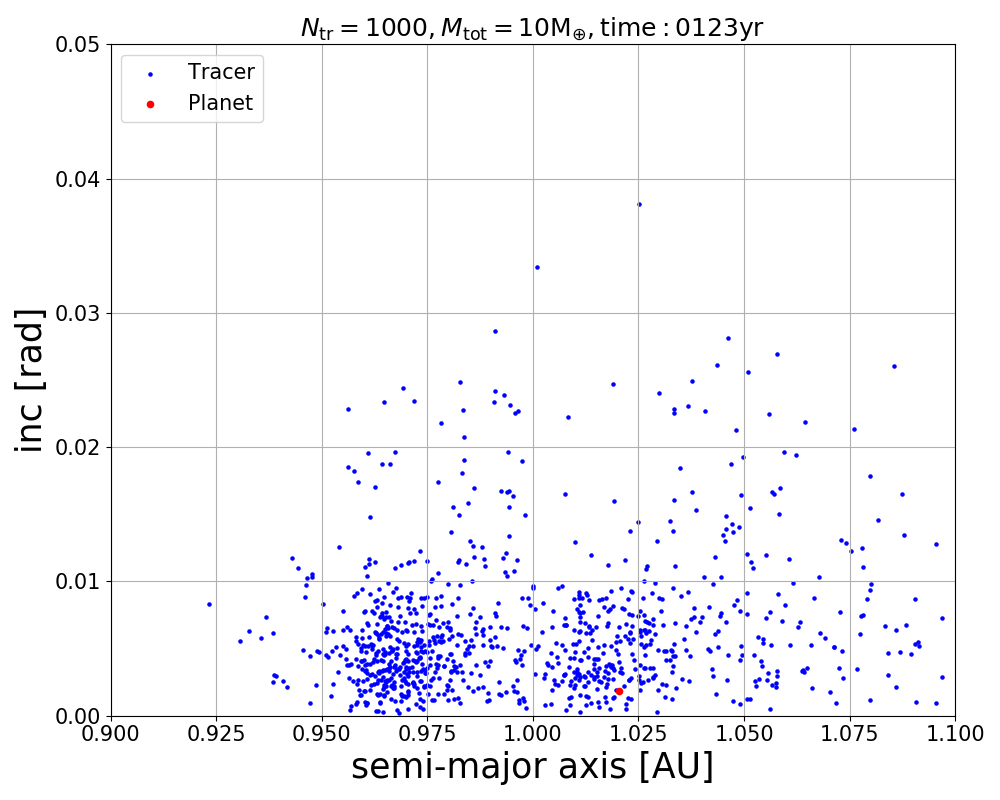 N_tr = 1000, M_tot = 10M_⊕, time : 0123yr
Tracer
Planet
inc [rad]
0.05
0.04
0.03
0.02
0.01
0.00
0.900 0.925 0.950 0.975 1.000 1.025 1.050 1.075 1.100
semi-major axis [AU]